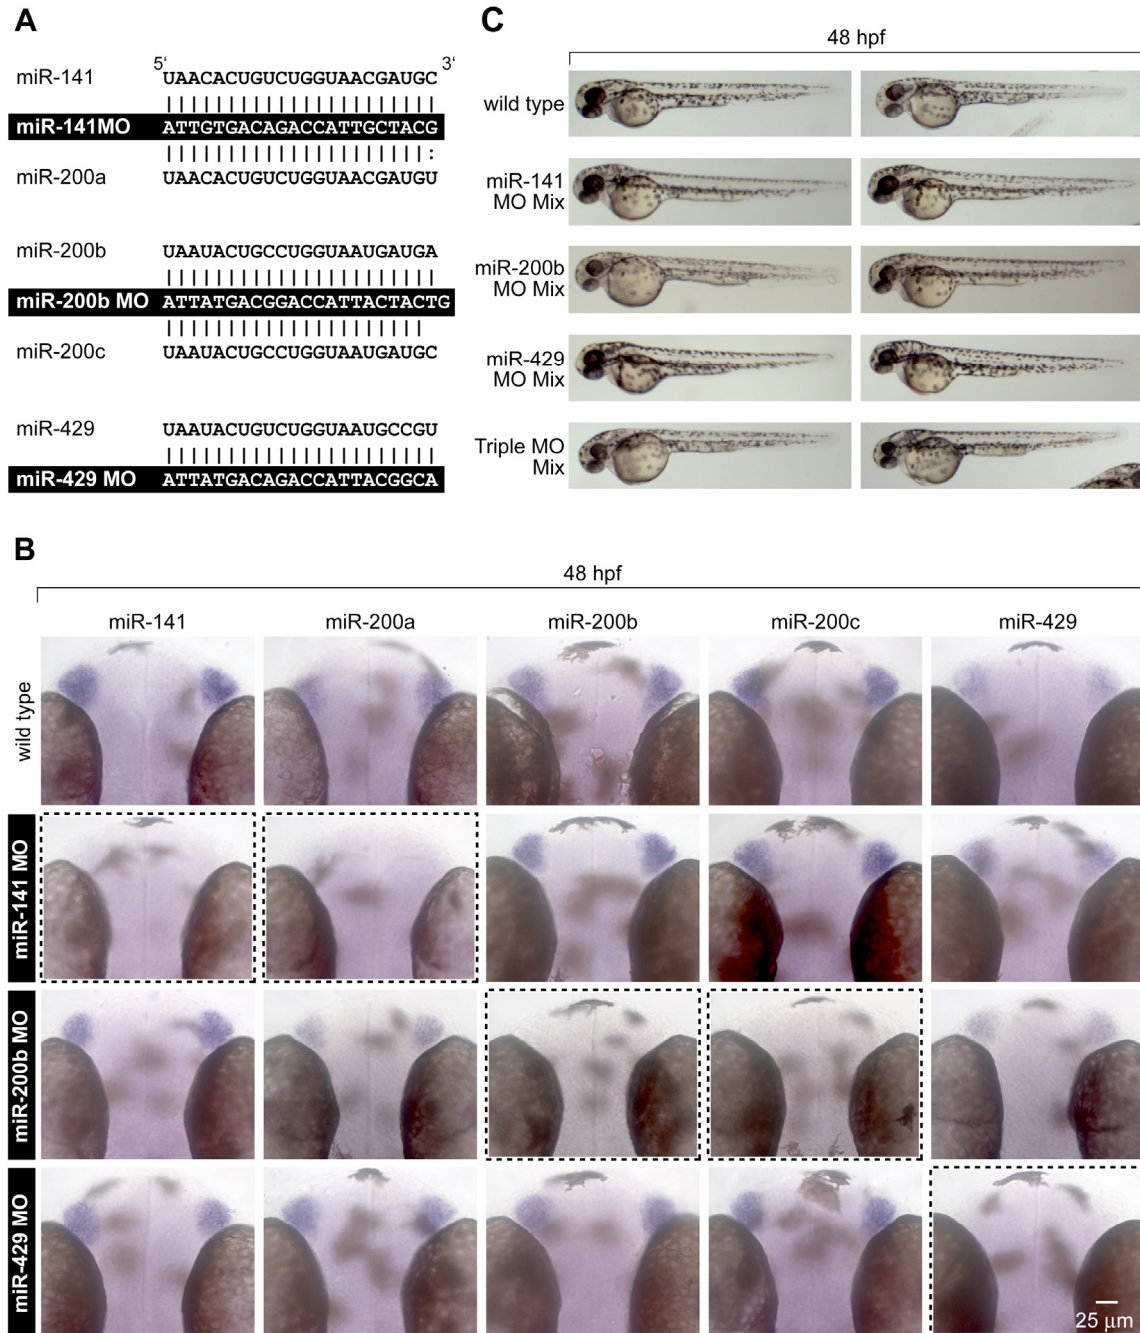 A
5‘ 3‘
miR-141 UAACACUGUCUGGUAACGAUGC
miR-141MO ATTGTGACAGACCATTGCTACG
miR-200a UAACACUGUCUGGUAACGAUGU
miR-200b UAAUACUGCCUGGUAAUGAUGA
miR-200b MO ATTATGACGGACCATTACTACTG
miR-200c UAAUACUGCCUGGUAAUGAUGC
miR-429 UAAUACUGUCUGGUAAUGCCGU
miR-429 MO ATTATGACAGACCATTACGGCA
C
48 hpf
wild type
miR-141
MO Mix
miR-200b
MO Mix
miR-429
MO Mix
Triple MO
Mix
B
48 hpf
miR-141 miR-200a miR-200b miR-200c miR-429
wild type
miR-141 MO
miR-200b MO
miR-429 MO
25 µm